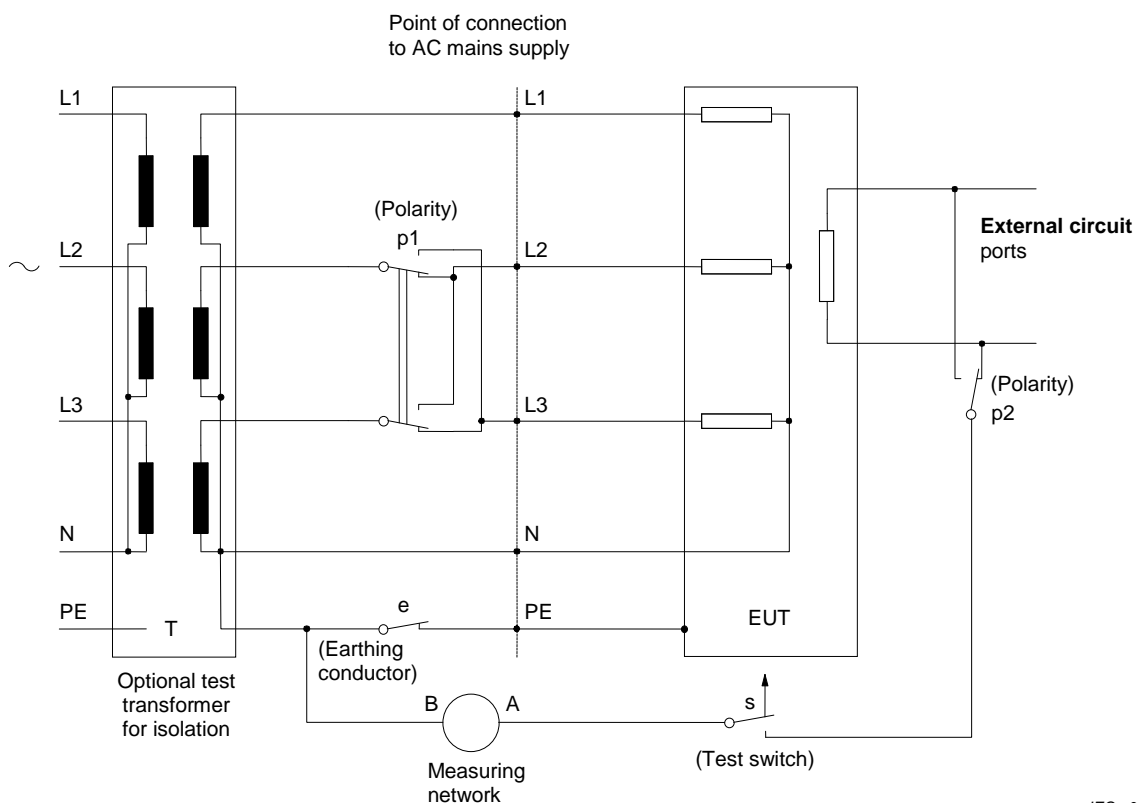 Point of connection
to AC mains supply
L1
L1
(Polarity)
p1
External circuit
ports
L2
L2
L3
L3
(Polarity)
p2
N
N
PE
T
e
PE
EUT
(Earthing
conductor)
Optional test
transformer
for isolation
B
A
s
(Test switch)
Measuring
network